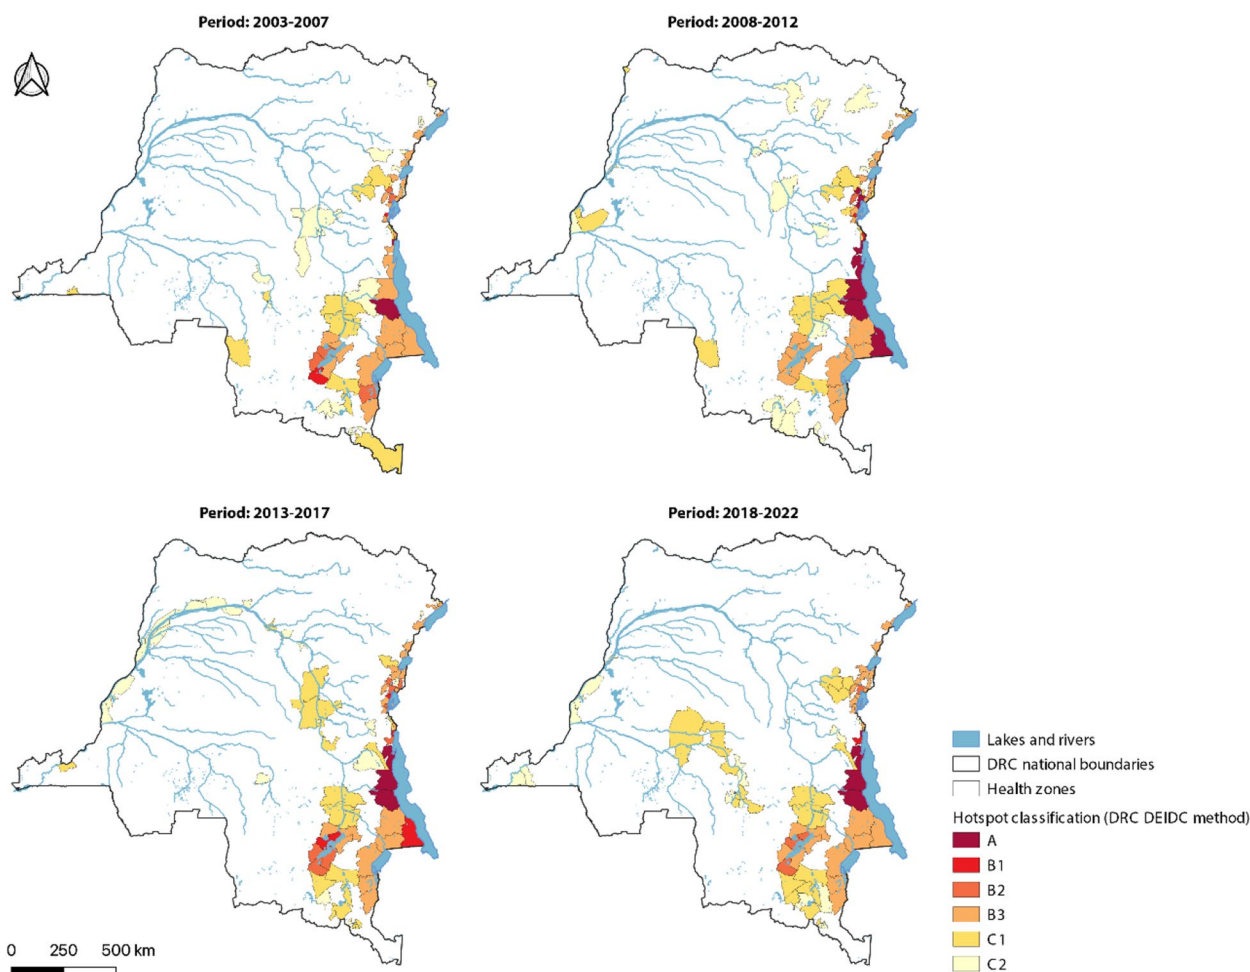 Period: 2003-2007
Period: 2008-2012
Period: 2013-2017
Period: 2018-2022
Lakes and rivers
DRC national boundaries
Health zones
Hotspot classification (DRC DEIDC method)
A
B1
B2
B3
C1
C2
0 250 500 km